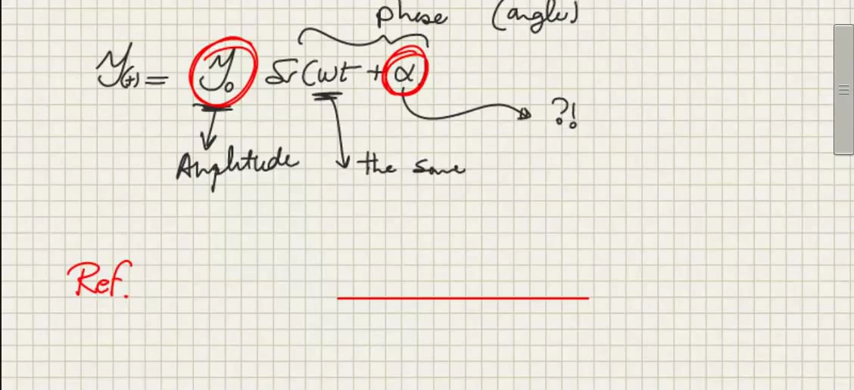 phase (angle)
y(t) = y₀ Sin(ωt + α)
?!
Amplitude the same
Ref.